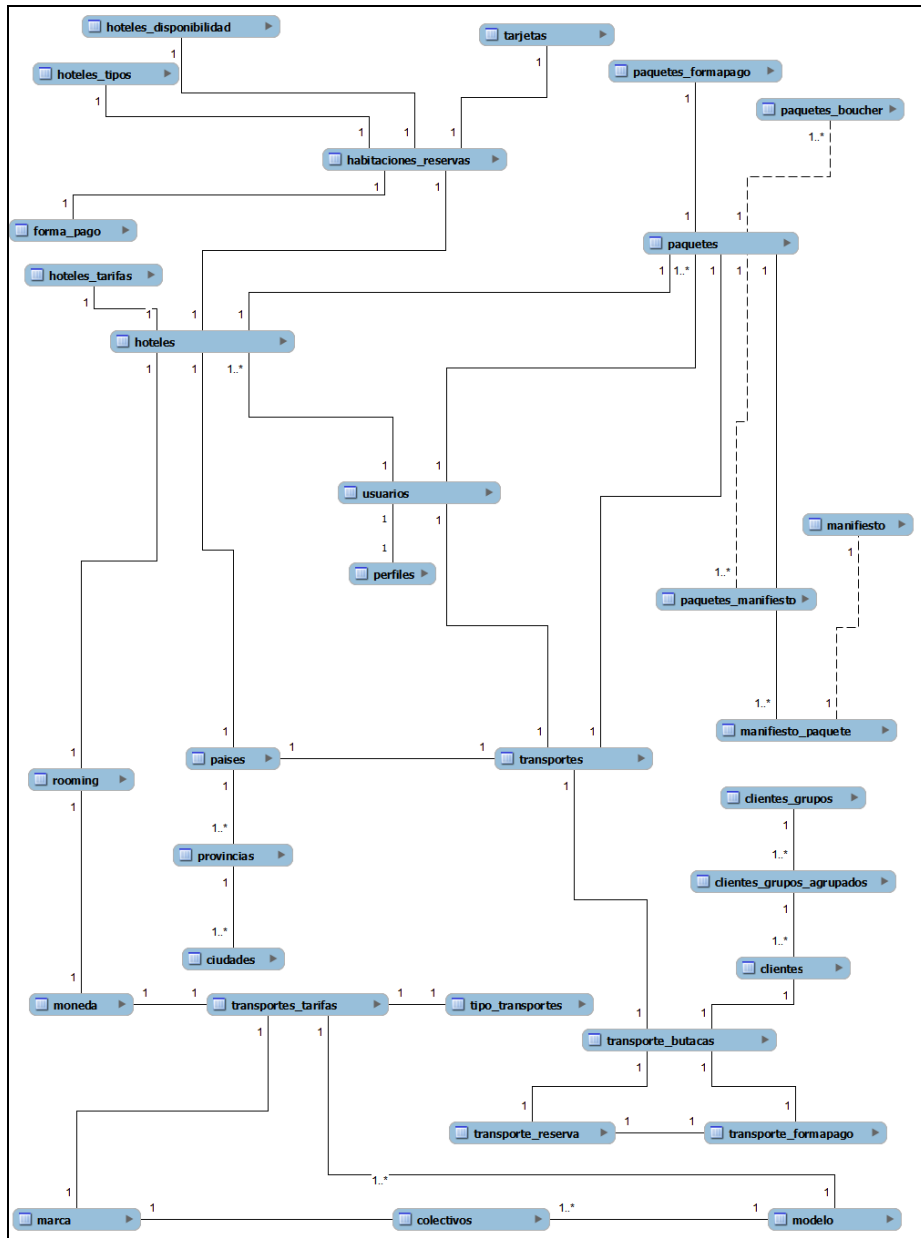 hoteles_disponibilidad
tarjetas
1
hoteles_tipos
1
paquetes_formapago
1
1
paquetes_boucher
1..*
1
1
1
habitaciones_reservas
1
1
1
forma_pago
1
1
paquetes
hoteles_tarifas
1
1..*
1
1
1
1
1
1
1
hoteles
1
1
1..*
1
1
usuarios
1
1
manifiesto
1
1
perfiles
1..*
paquetes_manifiesto
1..*
1
manifiesto_paquete
1
1
1
1
rooming
paises
1
1
transportes
1
1
1
clientes_grupos
1
1..*
provincias
1..*
1
clientes_grupos_agrupados
1
1..*
ciudades
1..*
clientes
1
1
moneda
1
1
transportes_tarifas
1
1
tipo_transportes
1
1
1
1
transporte_butacas
1
1
1
1
transporte_reserva
1
1
transporte_formapago
1..*
1
1
marca
1
colectivos
1..*
1
modelo